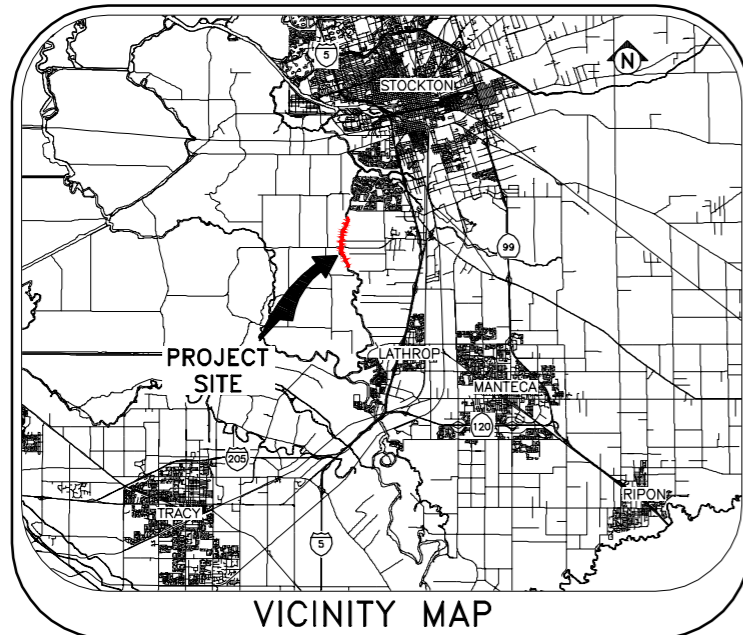 5
STOCKTON
N
99
PROJECT
SITE
LATHROP
MANTECA
120
205
TRACY
RIPON
5
VICINITY MAP